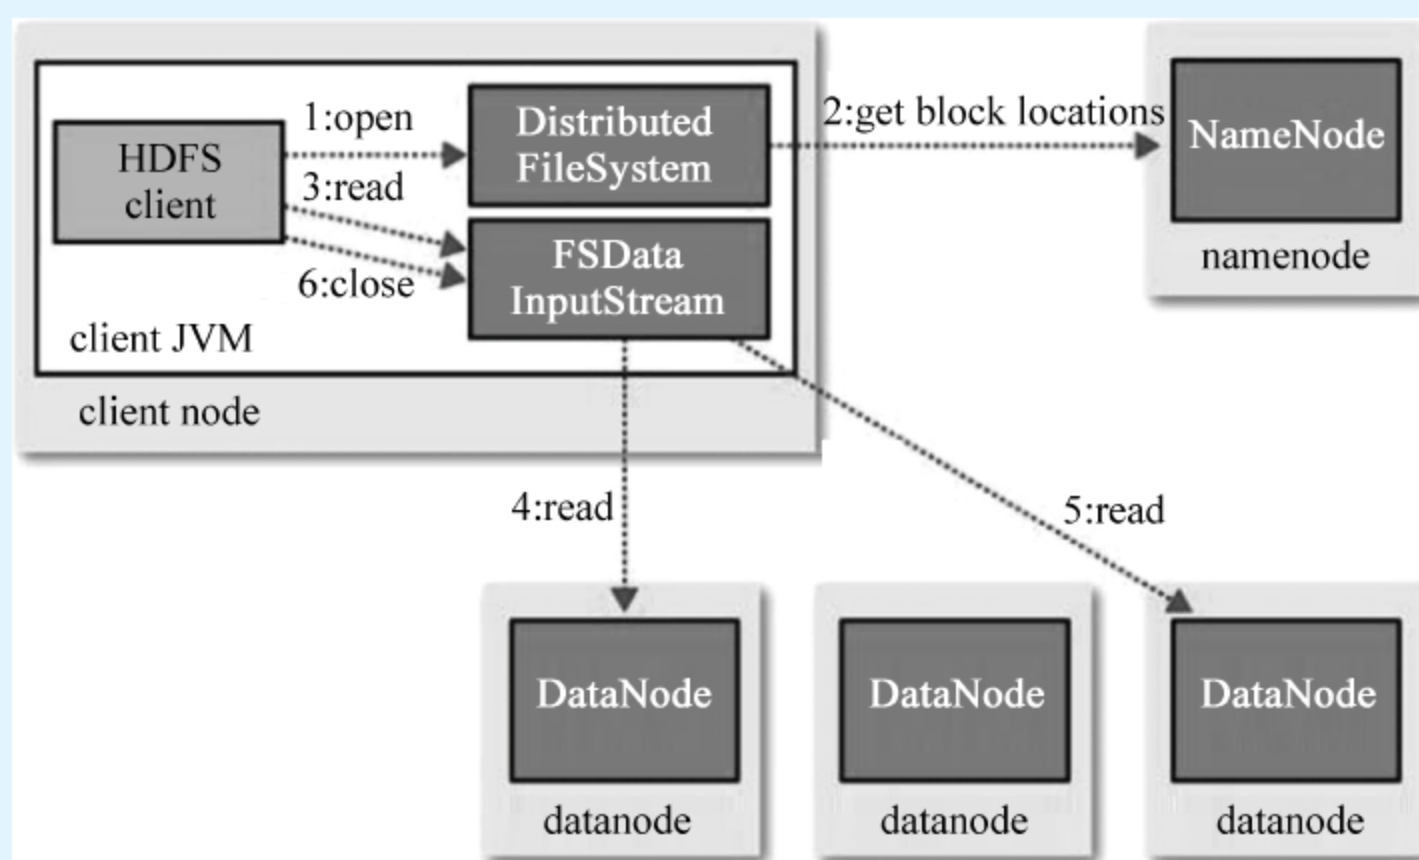 1:open
Distributed
FileSystem
2:get block locations
NameNode
HDFS
client
3:read
FSData
InputStream
namenode
6:close
client JVM
client node
4:read
5:read
DataNode
DataNode
DataNode
datanode
datanode
datanode